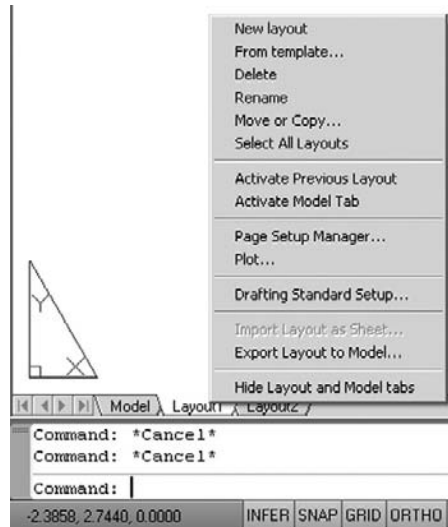 New layout
From template...
Delete
Rename
Move or Copy...
Select All Layouts
Activate Previous Layout
Activate Model Tab
Page Setup Manager...
Plot...
Drafting Standard Setup...
Import Layout as Sheet...
Export Layout to Model...
Hide Layout and Model tabs
Y
X
Model Layout1 Layout2
Command: *Cancel*
Command: *Cancel*
Command:
-2.3858, 2.7440, 0.0000 INFER SNAP GRID ORTHO